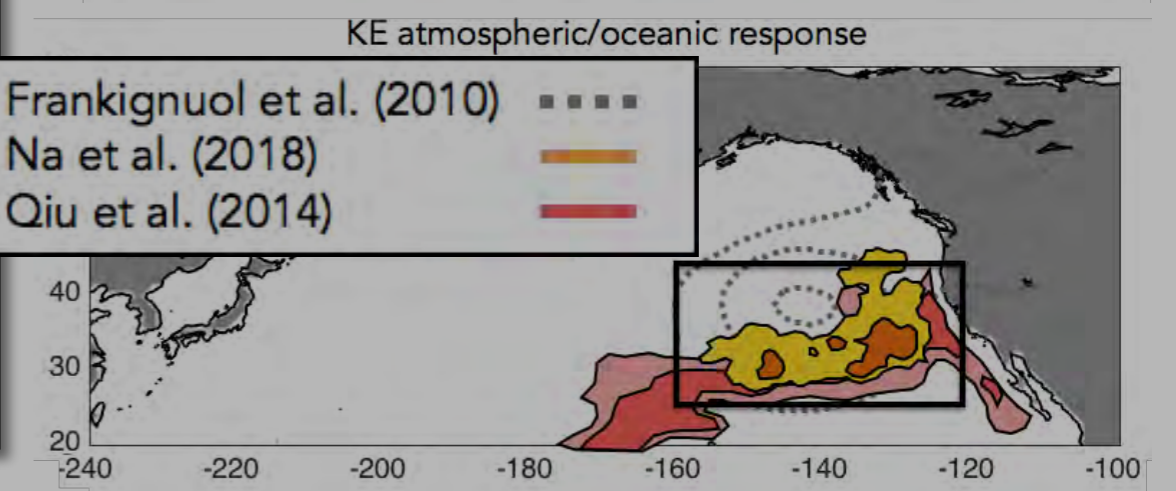 KE atmospheric/oceanic response
Frankignuol et al. (2010)
Na et al. (2018)
Qiu et al. (2014)
40
30
20
-240 -220 -200 -180 -160 -140 -120 -100